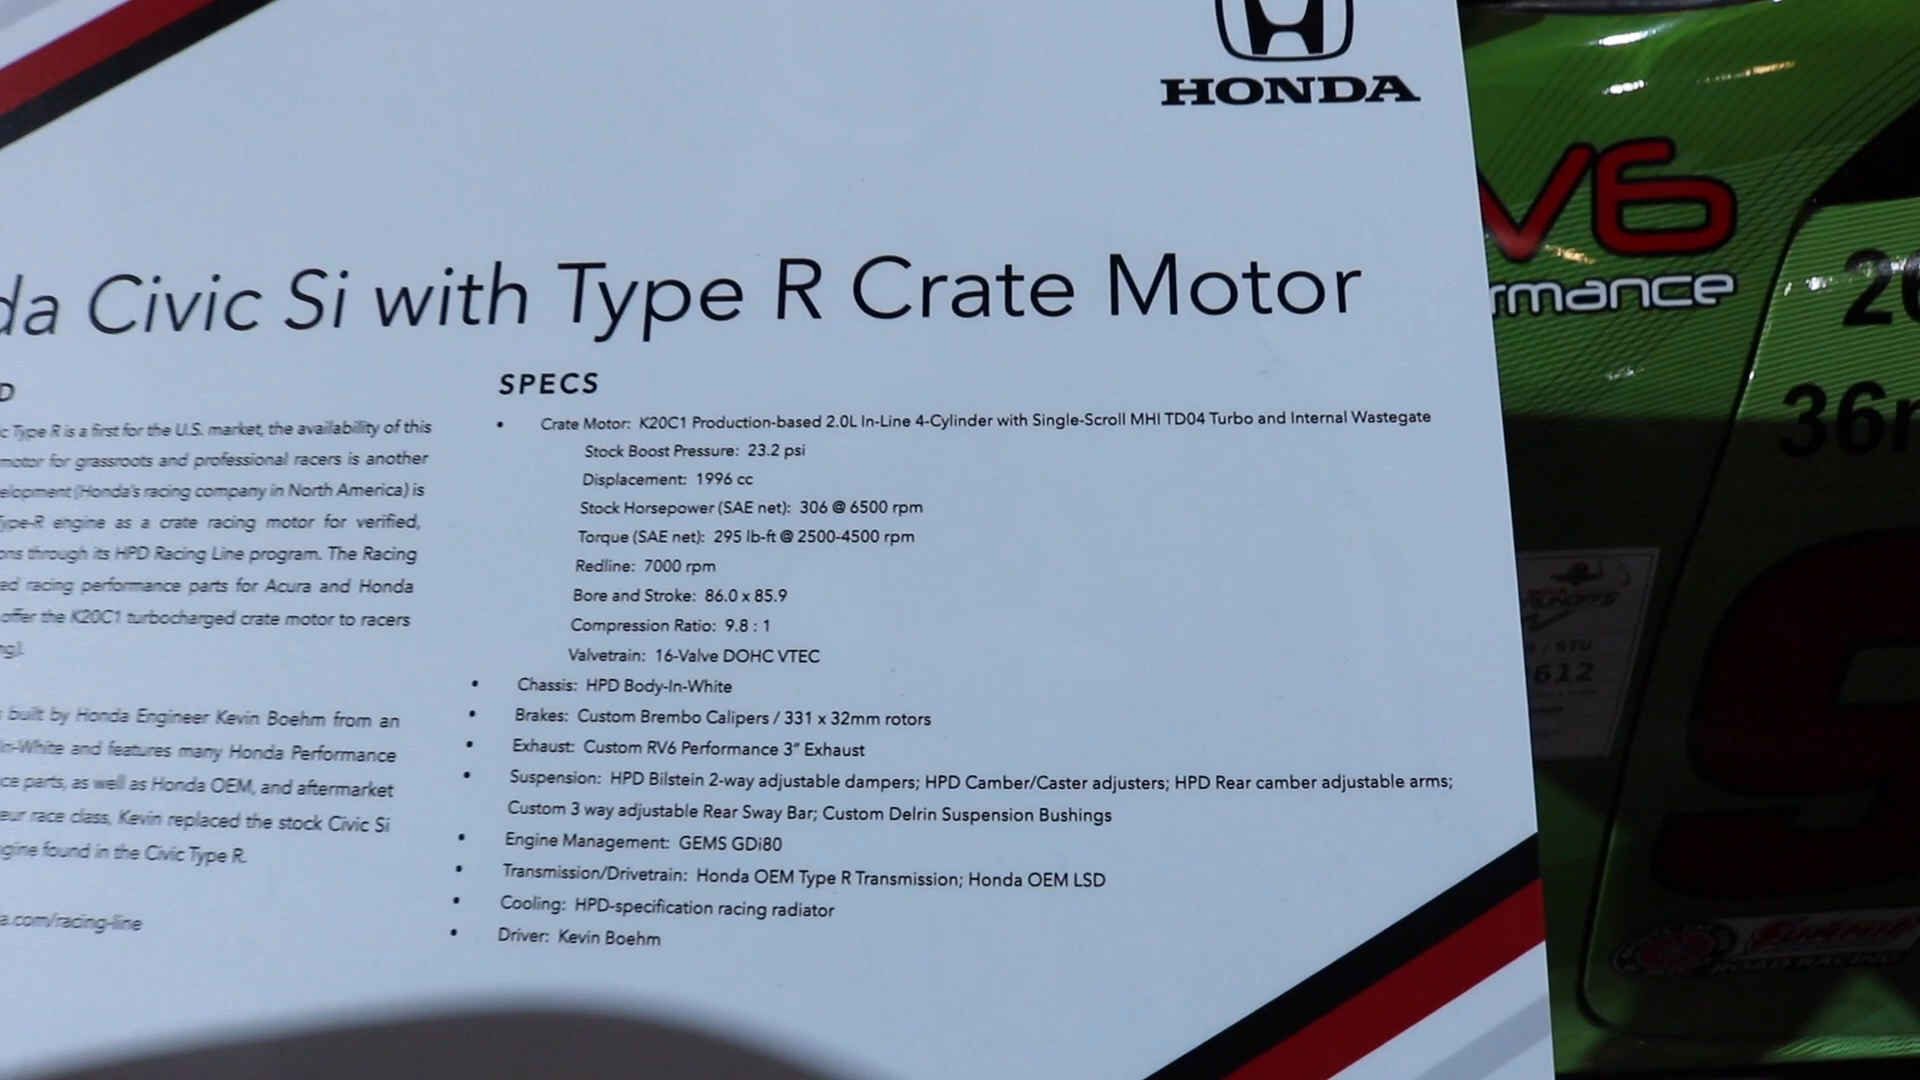 HONDA
da Civic Si with Type R Crate Motor
D
c Type R is a first for the U.S. market, the availability of this
motor for grassroots and professional racers is another
elopment (Honda's racing company in North America) is
Type-R engine as a crate racing motor for verified,
ons through its HPD Racing Line program. The Racing
ed racing performance parts for Acura and Honda
offer the K20C1 turbocharged crate motor to racers
ng).
built by Honda Engineer Kevin Boehm from an
In-White and features many Honda Performance
ce parts, as well as Honda OEM, and aftermarket
eur race class, Kevin replaced the stock Civic Si
gine found in the Civic Type R.
a.com/racing-line
SPECS
• Crate Motor: K20C1 Production-based 2.0L In-Line 4-Cylinder with Single-Scroll MHI TD04 Turbo and Internal Wastegate
Stock Boost Pressure: 23.2 psi
Displacement: 1996 cc
Stock Horsepower (SAE net): 306 @ 6500 rpm
Torque (SAE net): 295 lb-ft @ 2500-4500 rpm
Redline: 7000 rpm
Bore and Stroke: 86.0 x 85.9
Compression Ratio: 9.8 : 1
Valvetrain: 16-Valve DOHC VTEC
• Chassis: HPD Body-In-White
• Brakes: Custom Brembo Calipers / 331 x 32mm rotors
• Exhaust: Custom RV6 Performance 3" Exhaust
• Suspension: HPD Bilstein 2-way adjustable dampers; HPD Camber/Caster adjusters; HPD Rear camber adjustable arms;
Custom 3 way adjustable Rear Sway Bar; Custom Delrin Suspension Bushings
• Engine Management: GEMS GDi80
• Transmission/Drivetrain: Honda OEM Type R Transmission; Honda OEM LSD
• Cooling: HPD-specification racing radiator
• Driver: Kevin Boehm
V6
rmance
26
36m
RUNOFFS
/ STU
612
9
Summit
ROAD RACING